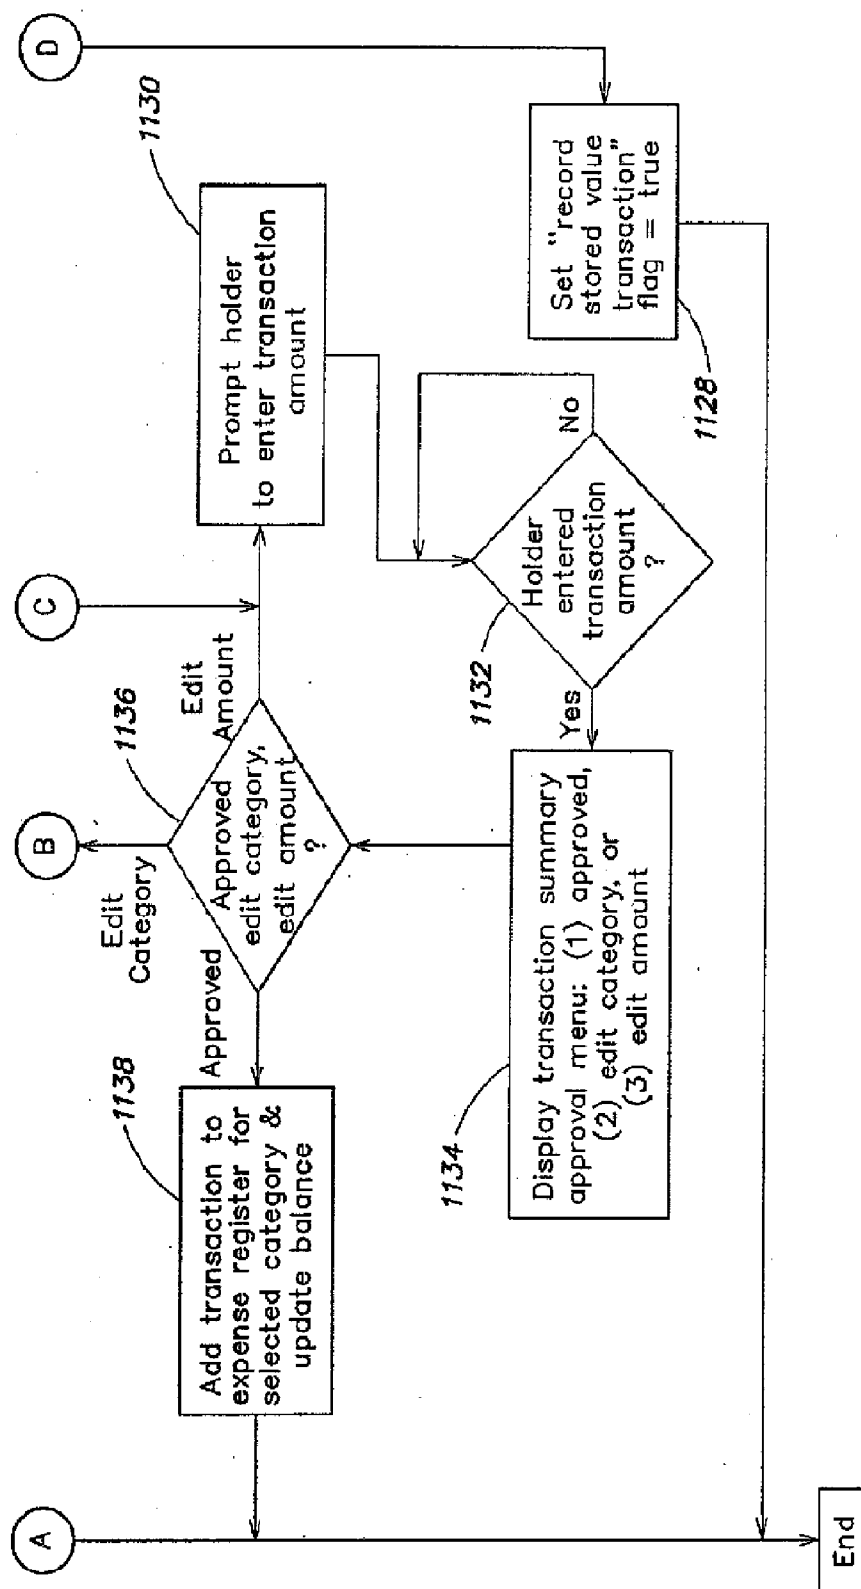 A
B
C
D
1138
Add transaction to
expense register for
selected category &
update balance
Approved
Edit
Category
1136
Approved
edit category,
edit amount
?
Edit
Amount
1130
Prompt holder
to enter transaction
amount
1134
Display transaction summary
approval menu: (1) approved,
(2) edit category, or
(3) edit amount
Yes
1132
Holder
entered
transaction
amount
?
No
Set "record
stored value
transaction"
flag = true
1128
End